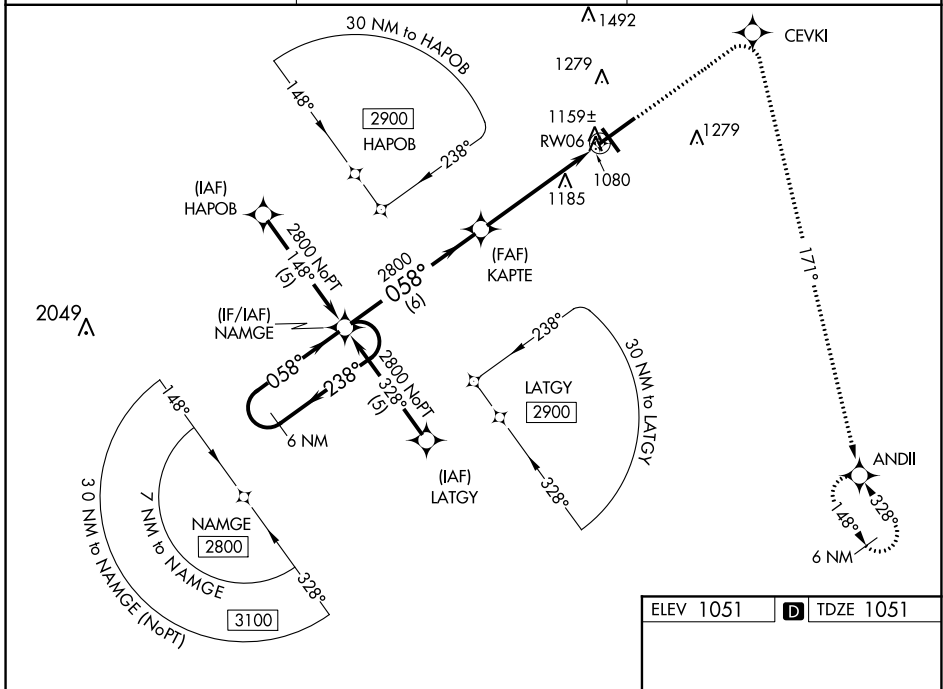 30 NM to HAPOB
148°
2900
HAPOB
238°
1492
1279
1159±
RW06
1279
1080
1185
CEVKI
(IAF)
HAPOB
2800 NoPT
148°
(5)
2800
058°
(6)
(FAF)
KAPTE
171°
2049
(IF/IAF)
NAMGE
058°
238°
6 NM
2800 NoPT
328°
(5)
(IAF)
LATGY
238°
LATGY
2900
328°
30 NM to LATGY
148°
NAMGE
2800
7 NM to NAMGE
328°
30 NM to NAMGE (NoPT)
3100
ANDII
148°
328°
6 NM
ELEV 1051 D TDZE 1051